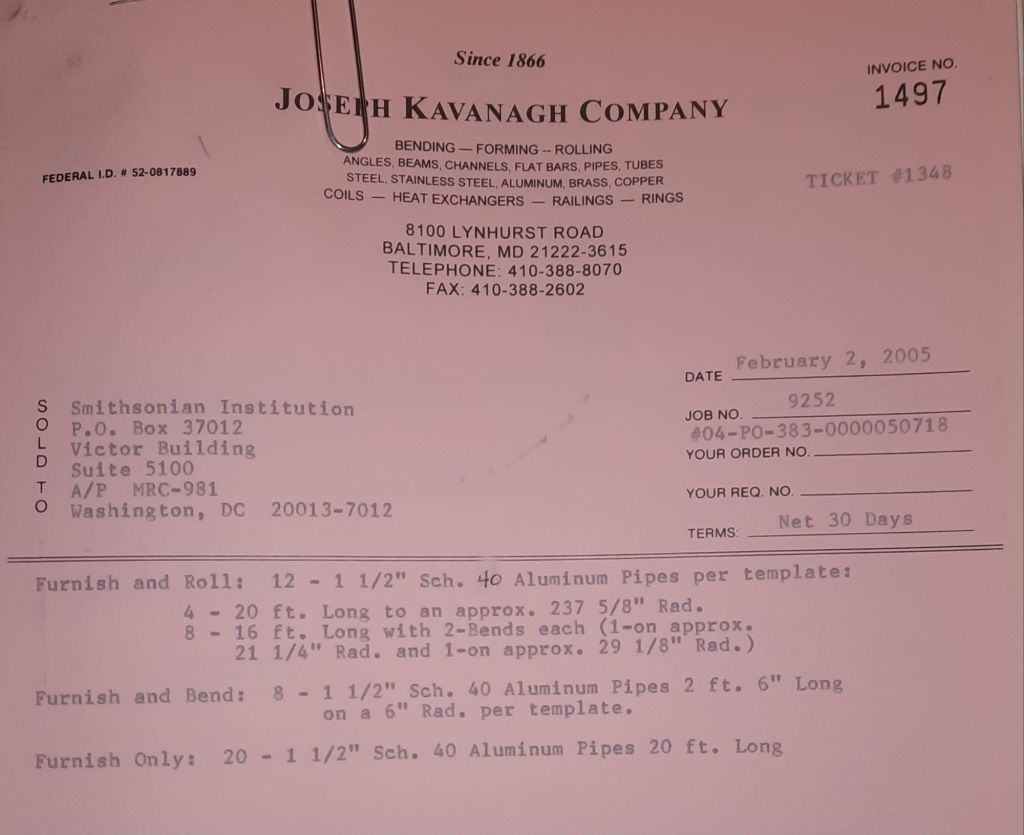 Since 1866
JOSEPH KAVANAGH COMPANY
INVOICE NO.
1497
BENDING — FORMING -- ROLLING
ANGLES, BEAMS, CHANNELS, FLAT BARS, PIPES, TUBES
STEEL, STAINLESS STEEL, ALUMINUM, BRASS, COPPER
COILS — HEAT EXCHANGERS — RAILINGS — RINGS
FEDERAL I.D. # 52-0817889
TICKET #1348
8100 LYNHURST ROAD
BALTIMORE, MD 21222-3615
TELEPHONE: 410-388-8070
FAX: 410-388-2602
DATE February 2, 2005
JOB NO. 9252
#04-PO-383-0000050718
YOUR ORDER NO.
YOUR REQ. NO.
TERMS: Net 30 Days
SOLD TO
Smithsonian Institution
P.O. Box 37012
Victor Building
Suite 5100
A/P MRC-981
Washington, DC 20013-7012
Furnish and Roll: 12 - 1 1/2" Sch. 40 Aluminum Pipes per template:
4 - 20 ft. Long to an approx. 237 5/8" Rad.
8 - 16 ft. Long with 2-Bends each (1-on approx.
21 1/4" Rad. and 1-on approx. 29 1/8" Rad.)
Furnish and Bend: 8 - 1 1/2" Sch. 40 Aluminum Pipes 2 ft. 6" Long
on a 6" Rad. per template.
Furnish Only: 20 - 1 1/2" Sch. 40 Aluminum Pipes 20 ft. Long